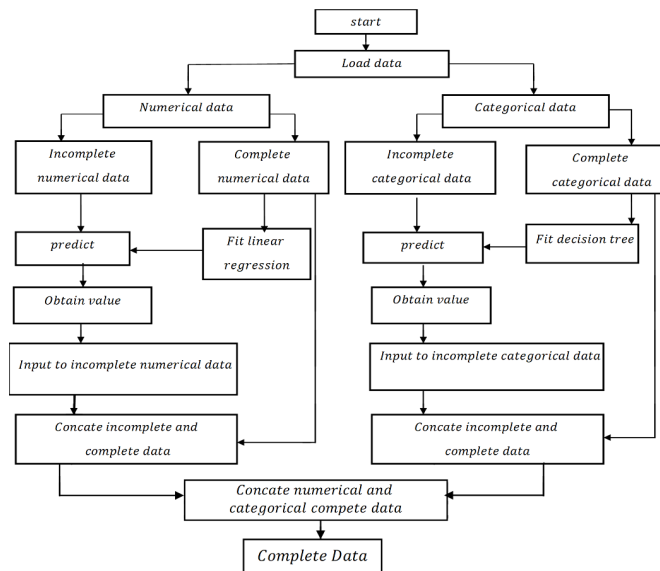 start
Load data
Numerical data
Categorical data
Incomplete
numerical data
Complete
numerical data
Incomplete
categorical data
Complete
categorical data
predict
Fit linear
regression
predict
Fit decision tree
Obtain value
Obtain value
Input to incomplete numerical data
Input to incomplete categorical data
Concate incomplete and
complete data
Concate incomplete and
complete data
Concate numerical and
categorical compete data
Complete Data